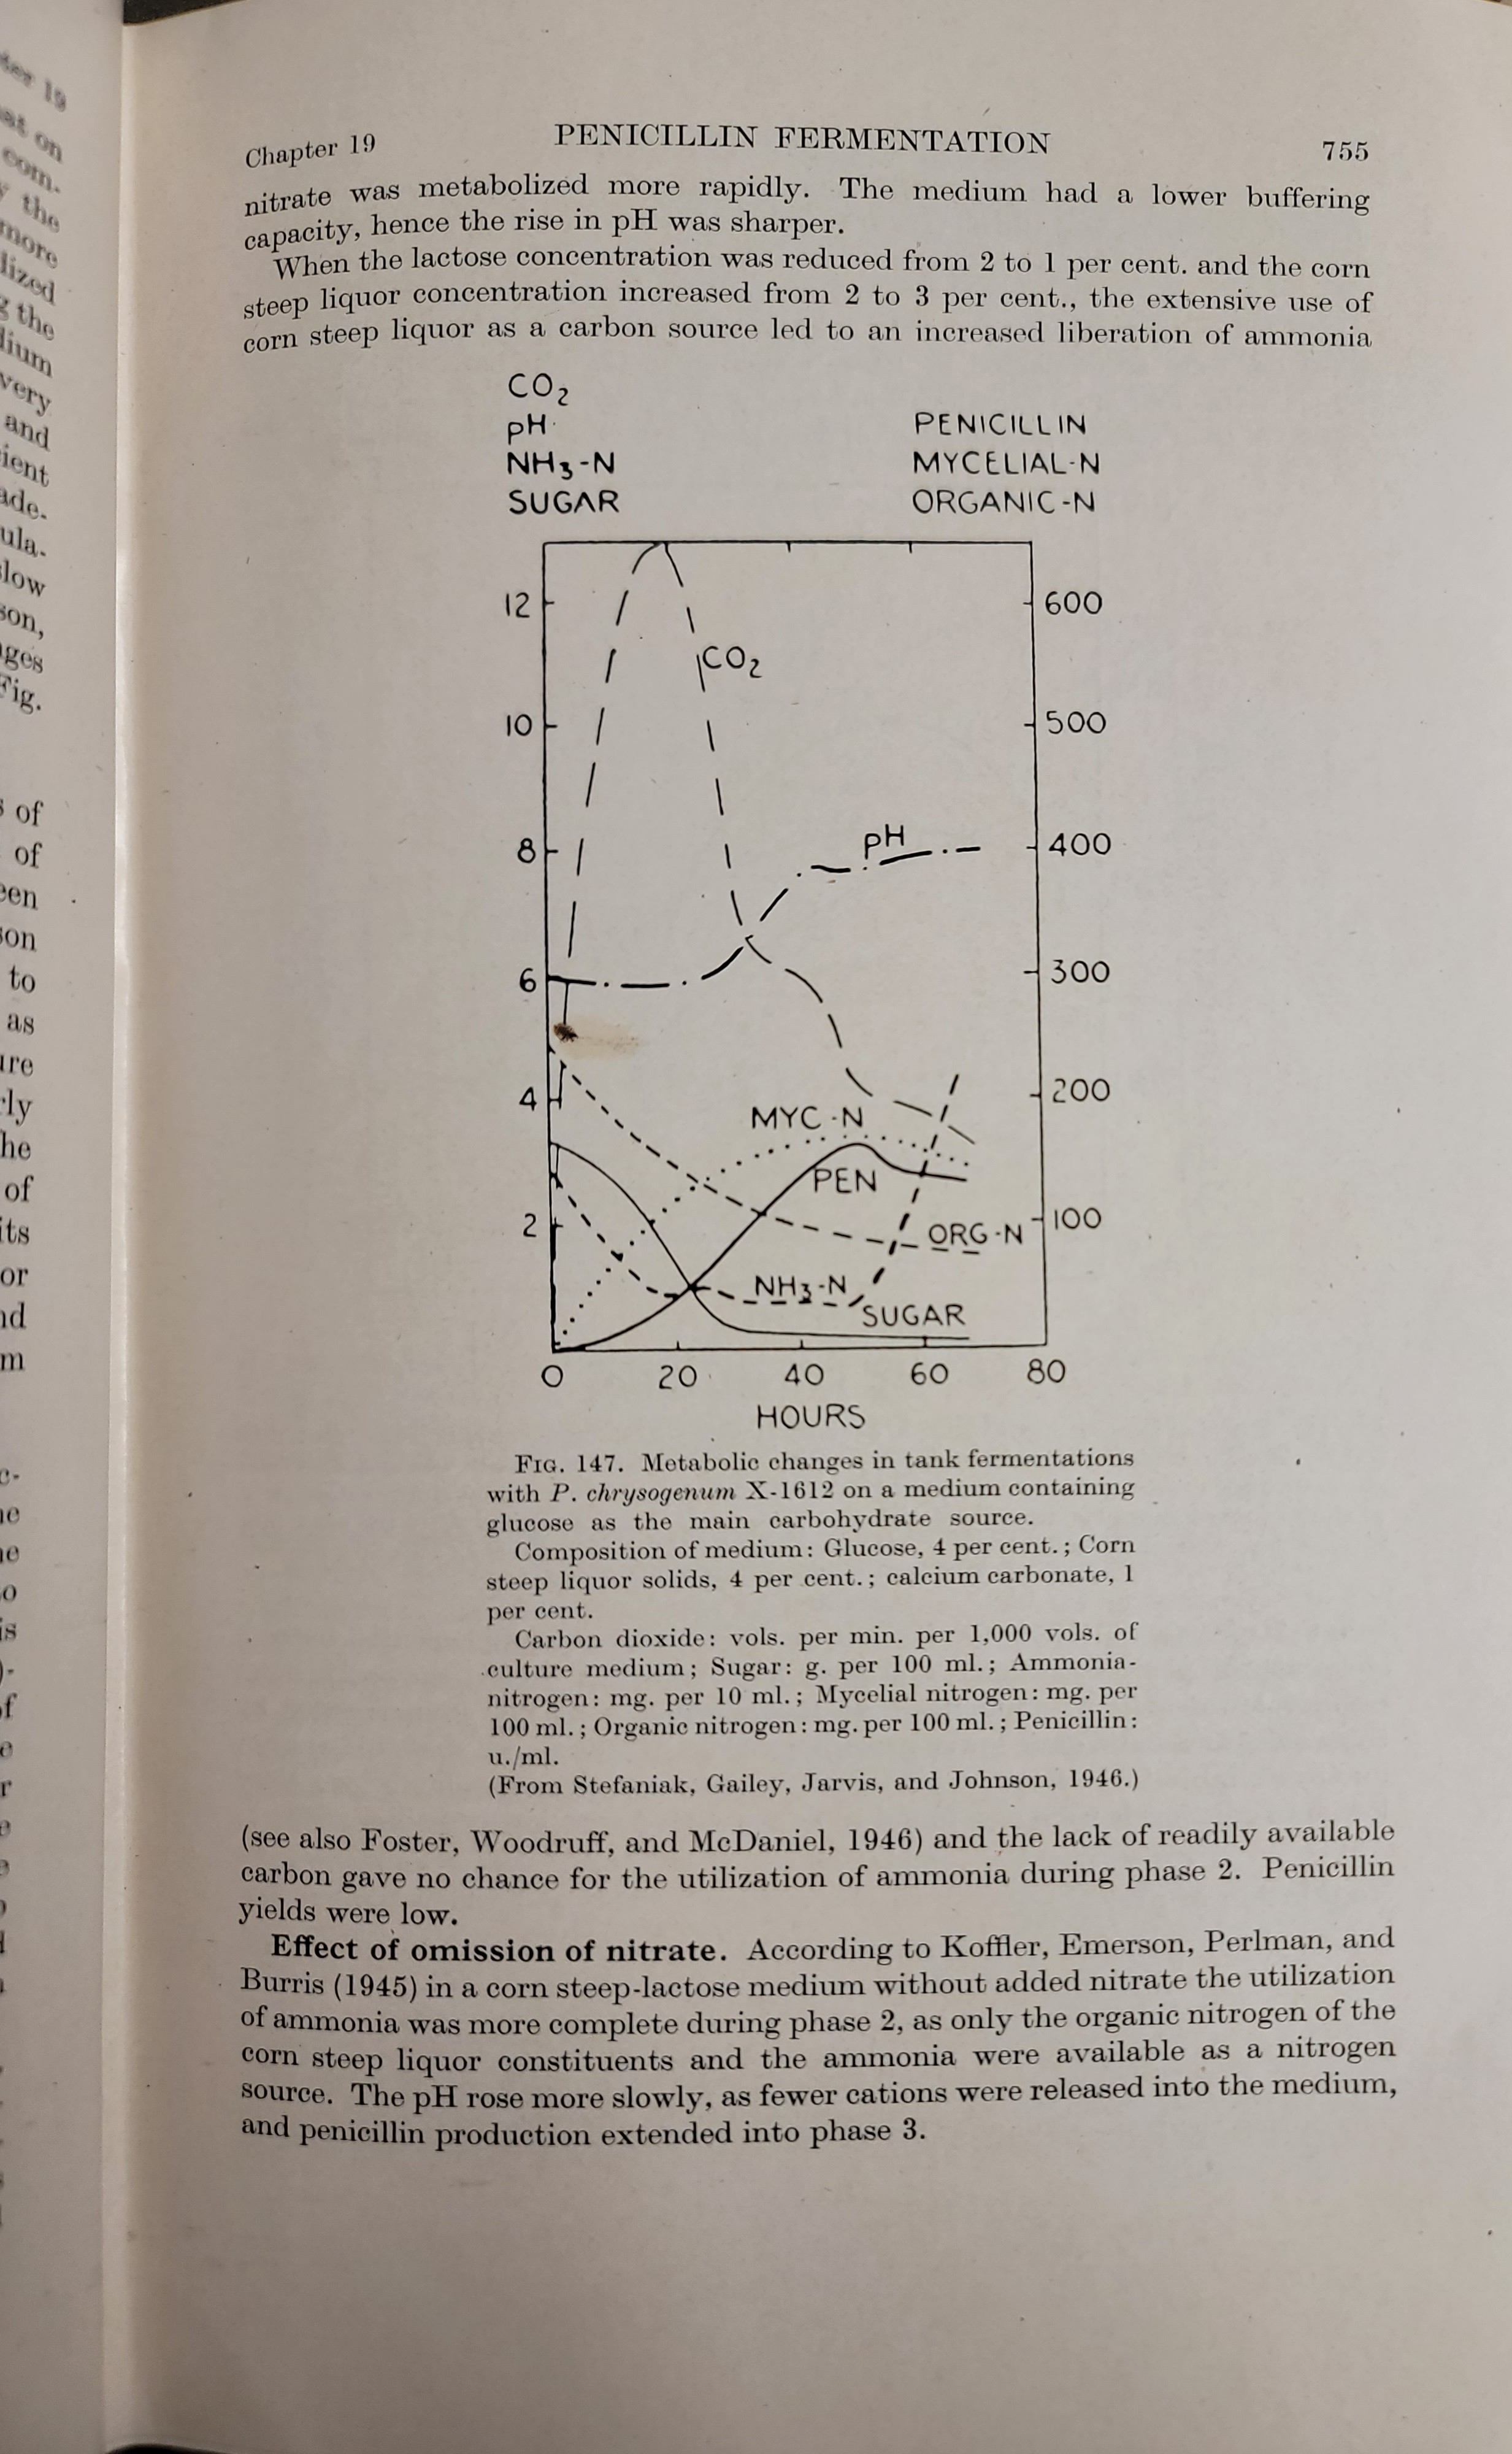 Chapter 19 PENICILLIN FERMENTATION 755
nitrate was metabolized more rapidly. The medium had a lower buffering
capacity, hence the rise in pH was sharper.
When the lactose concentration was reduced from 2 to 1 per cent. and the corn
steep liquor concentration increased from 2 to 3 per cent., the extensive use of
corn steep liquor as a carbon source led to an increased liberation of ammonia
CO₂
pH
NH₃-N
SUGAR
PENICILLIN
MYCELIAL-N
ORGANIC-N
12
10
8
6
4
2
600
500
400
300
200
100
CO₂
pH
MYC-N
PEN
ORG-N
NH₃-N
SUGAR
0 20 40 60 80
HOURS
FIG. 147. Metabolic changes in tank fermentations
with P. chrysogenum X-1612 on a medium containing
glucose as the main carbohydrate source.
Composition of medium: Glucose, 4 per cent.; Corn
steep liquor solids, 4 per cent.; calcium carbonate, 1
per cent.
Carbon dioxide: vols. per min. per 1,000 vols. of
culture medium; Sugar: g. per 100 ml.; Ammonia-
nitrogen: mg. per 10 ml.; Mycelial nitrogen: mg. per
100 ml.; Organic nitrogen: mg. per 100 ml.; Penicillin:
u./ml.
(From Stefaniak, Gailey, Jarvis, and Johnson, 1946.)
(see also Foster, Woodruff, and McDaniel, 1946) and the lack of readily available
carbon gave no chance for the utilization of ammonia during phase 2. Penicillin
yields were low.
Effect of omission of nitrate. According to Koffler, Emerson, Perlman, and
Burris (1945) in a corn steep-lactose medium without added nitrate the utilization
of ammonia was more complete during phase 2, as only the organic nitrogen of the
corn steep liquor constituents and the ammonia were available as a nitrogen
source. The pH rose more slowly, as fewer cations were released into the medium,
and penicillin production extended into phase 3.